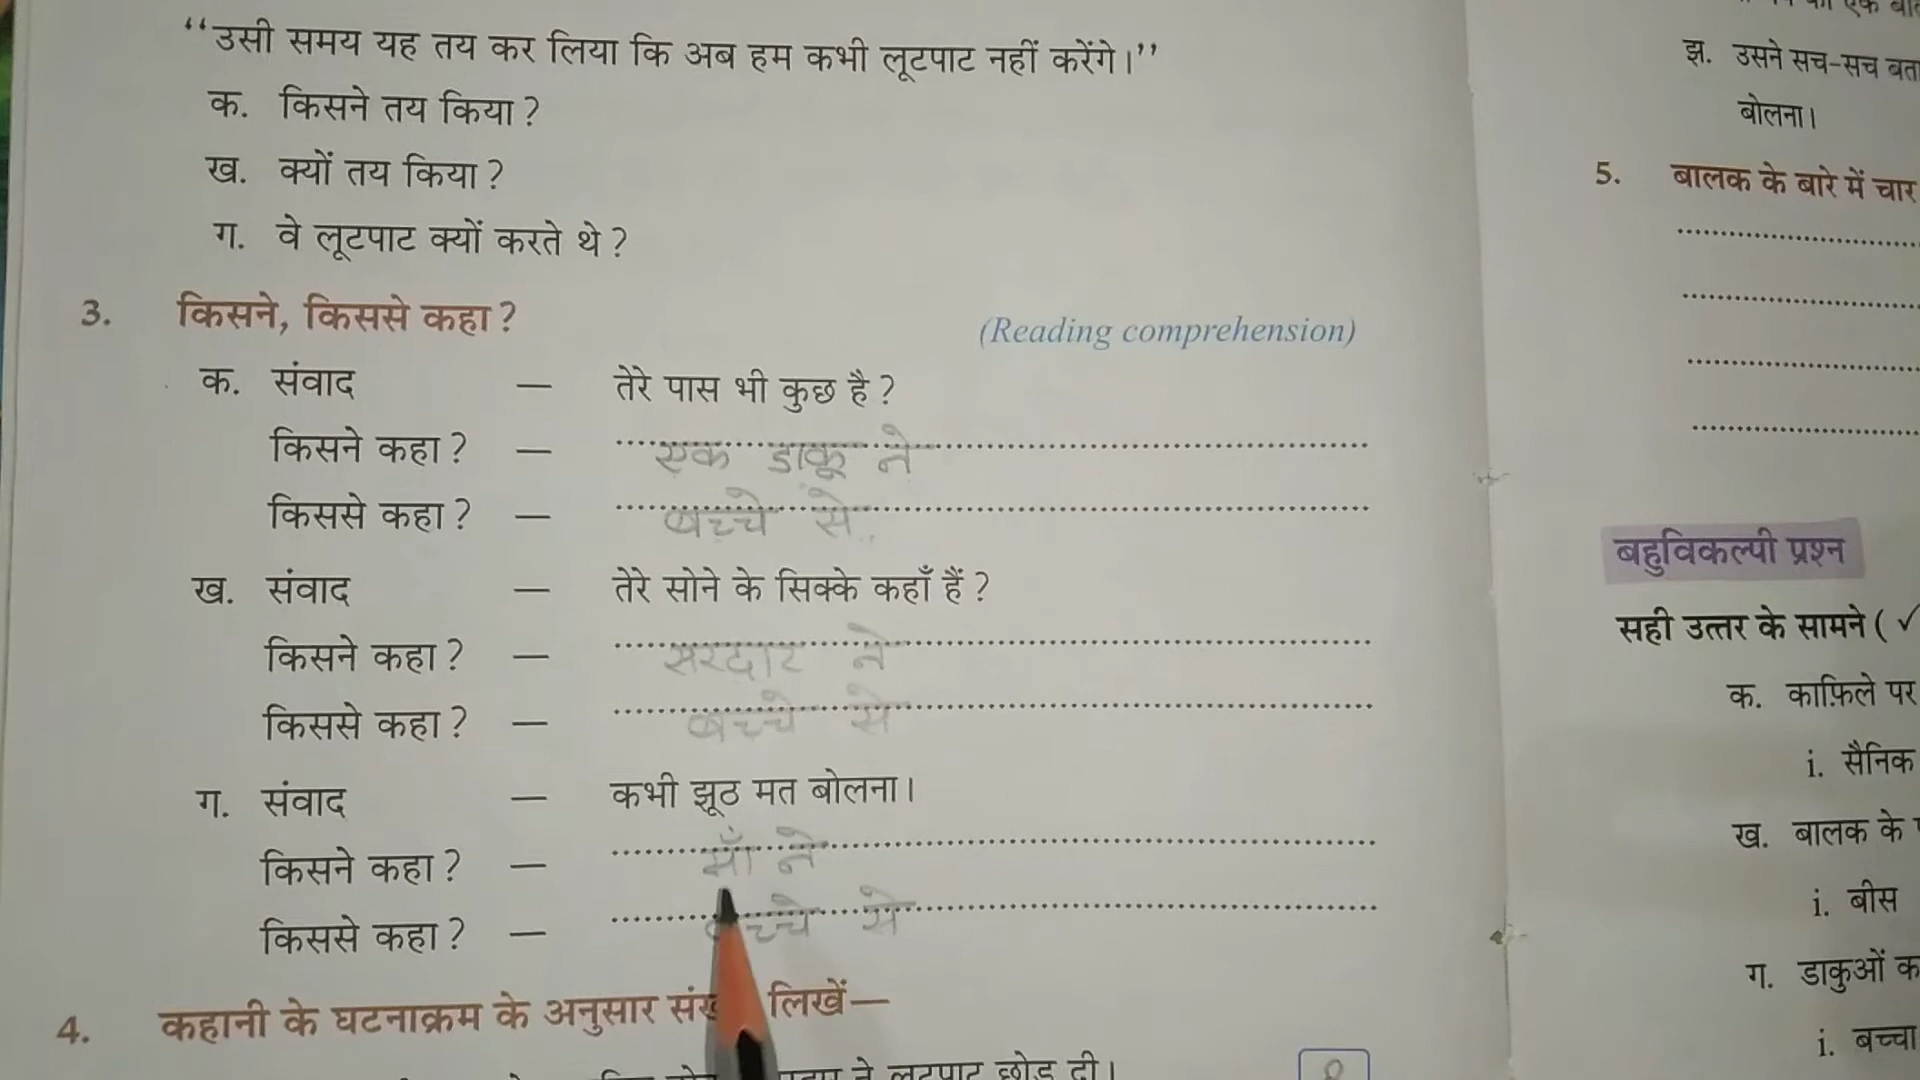 “उसी समय यह तय कर लिया कि अब हम कभी लूटपाट नहीं करेंगे।”
क. किसने तय किया?
ख. क्यों तय किया?
ग. वे लूटपाट क्यों करते थे?
3. किसने, किससे कहा?
(Reading comprehension)
क. संवाद — तेरे पास भी कुछ है?
किसने कहा? — एक डाकू ने
किससे कहा? — बच्चे से
ख. संवाद — तेरे सोने के सिक्के कहाँ हैं?
किसने कहा? — सरदार ने
किससे कहा? — बच्चे से
ग. संवाद — कभी झूठ मत बोलना।
किसने कहा? — माँ ने
किससे कहा? — बच्चे से
4. कहानी के घटनाक्रम के अनुसार लिखें—
ने लूटपाट छोड़ दी।
झ. उसने सच-सच
बोलना।
5. बालक के बारे में चार
बहुविकल्पी प्रश्न
सही उत्तर के सामने (✓
क. काफ़िले पर
i. सैनिक
ख. बालक के
i. बीस
ग. डाकुओं
i. बच्चा